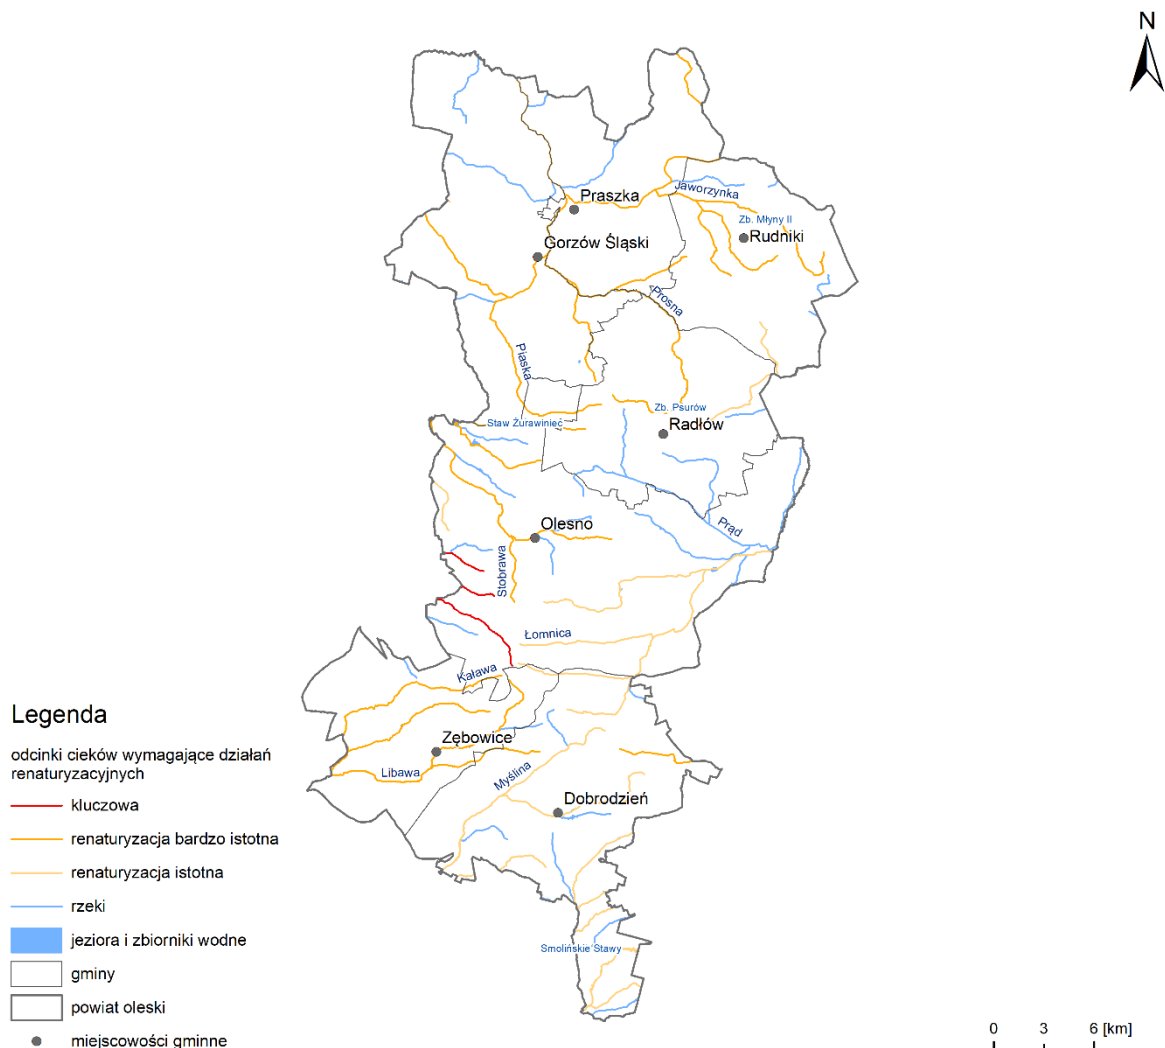 N
Praszka
Jaworzynka
Zb. Młyny II
Rudniki
Gorzów Śląski
Prosna
Piaska
Zb. Psurów
Staw Żurawiniec
Radłów
Olesno
Prąd
Stobrawa
Łomnica
Kaława
Zębowice
Libawa
Myślina
Dobrodzień
Smolińskie Stawy
Legenda
odcinki cieków wymagające działań
renaturyzacyjnych
kluczowa
renaturyzacja bardzo istotna
renaturyzacja istotna
rzeki
jeziora i zbiorniki wodne
gminy
powiat oleski
miejscowości gminne
0 3 6 [km]